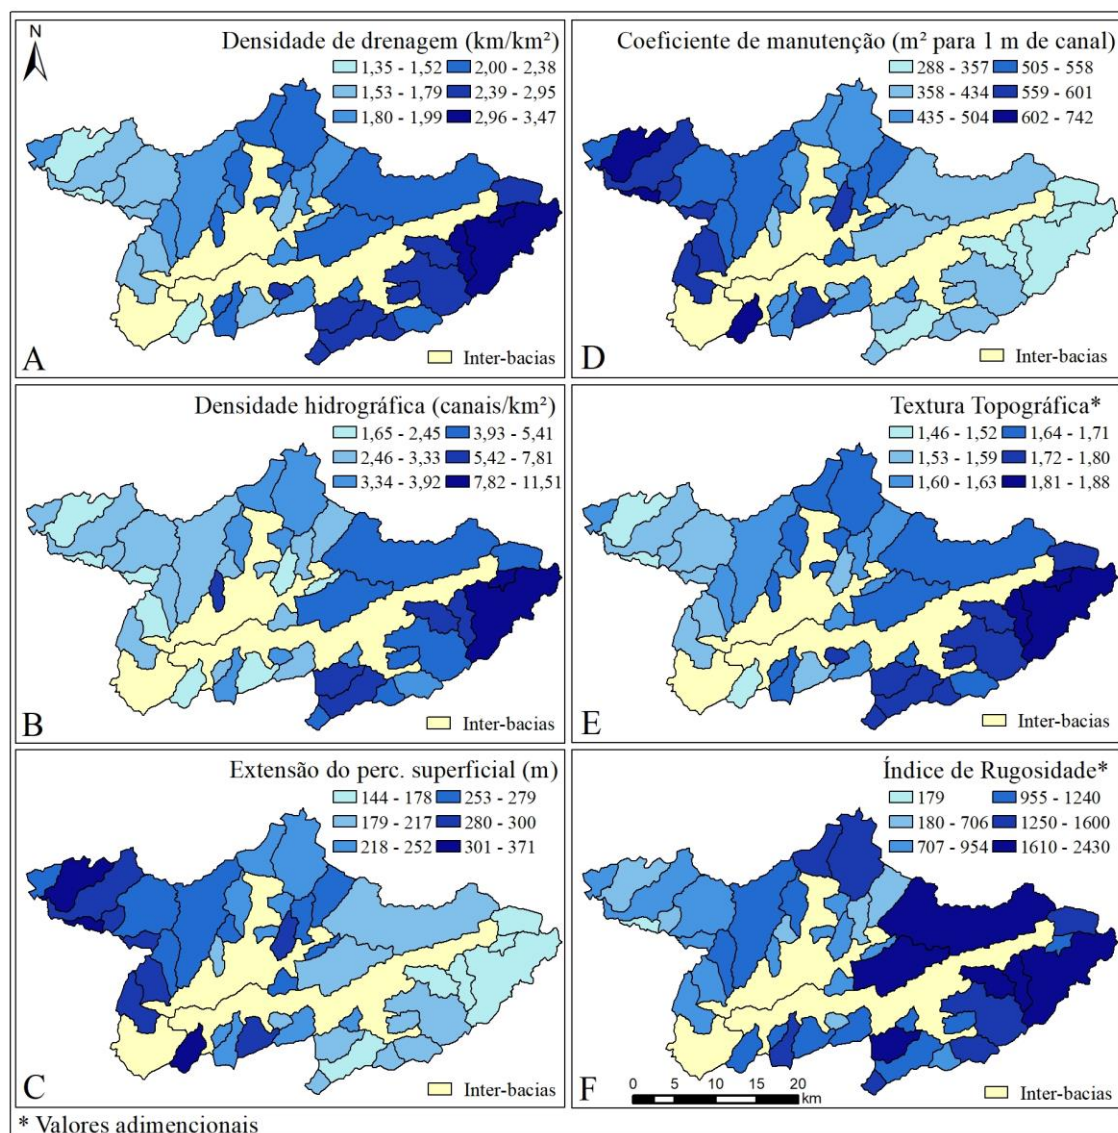 N
Densidade de drenagem (km/km²)
1,35 - 1,52 2,00 - 2,38
1,53 - 1,79 2,39 - 2,95
1,80 - 1,99 2,96 - 3,47
A
Inter-bacias
Coeficiente de manutenção (m² para 1 m de canal)
288 - 357 505 - 558
358 - 434 559 - 601
435 - 504 602 - 742
D
Inter-bacias
Densidade hidrográfica (canais/km²)
1,65 - 2,45 3,93 - 5,41
2,46 - 3,33 5,42 - 7,81
3,34 - 3,92 7,82 - 11,51
B
Inter-bacias
Textura Topográfica*
1,46 - 1,52 1,64 - 1,71
1,53 - 1,59 1,72 - 1,80
1,60 - 1,63 1,81 - 1,88
E
Inter-bacias
Extensão do perc. superficial (m)
144 - 178 253 - 279
179 - 217 280 - 300
218 - 252 301 - 371
C
Inter-bacias
Índice de Rugosidade*
179 955 - 1240
180 - 706 1250 - 1600
707 - 954 1610 - 2430
F
0 5 10 15 20
km
Inter-bacias
* Valores adimencionais